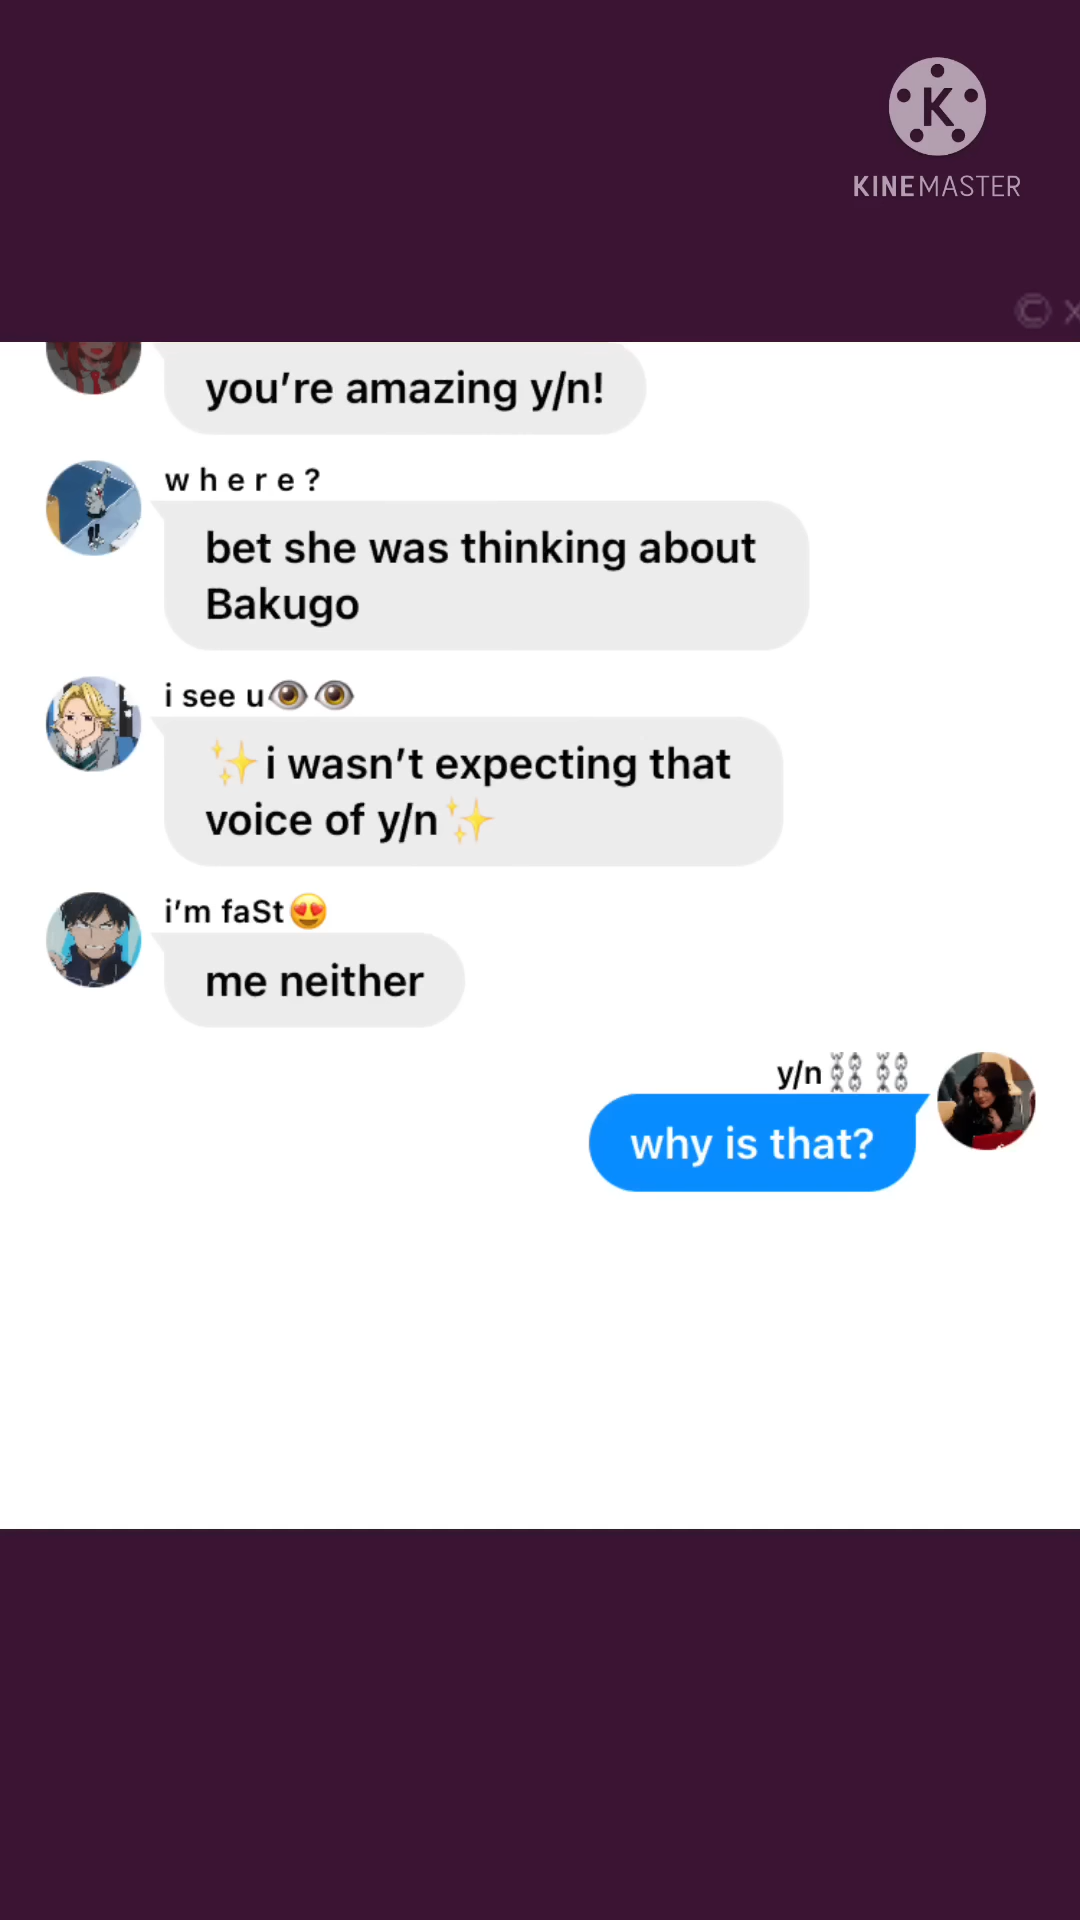 K
KINEMASTER
© x
you’re amazing y/n!
w h e r e ?
bet she was thinking about
Bakugo
i see u👁️👁️
✨i wasn’t expecting that
voice of y/n✨
i’m faSt😍
me neither
y/n⛓️⛓️
why is that?